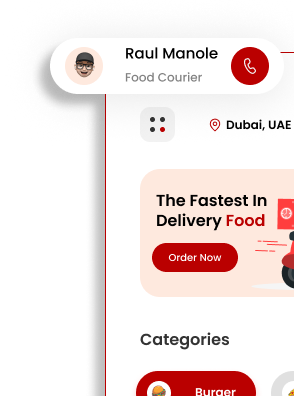 Raul Manole
Food Courier
Dubai, UAE
The Fastest In
Delivery Food
Order Now
Categories
Burger